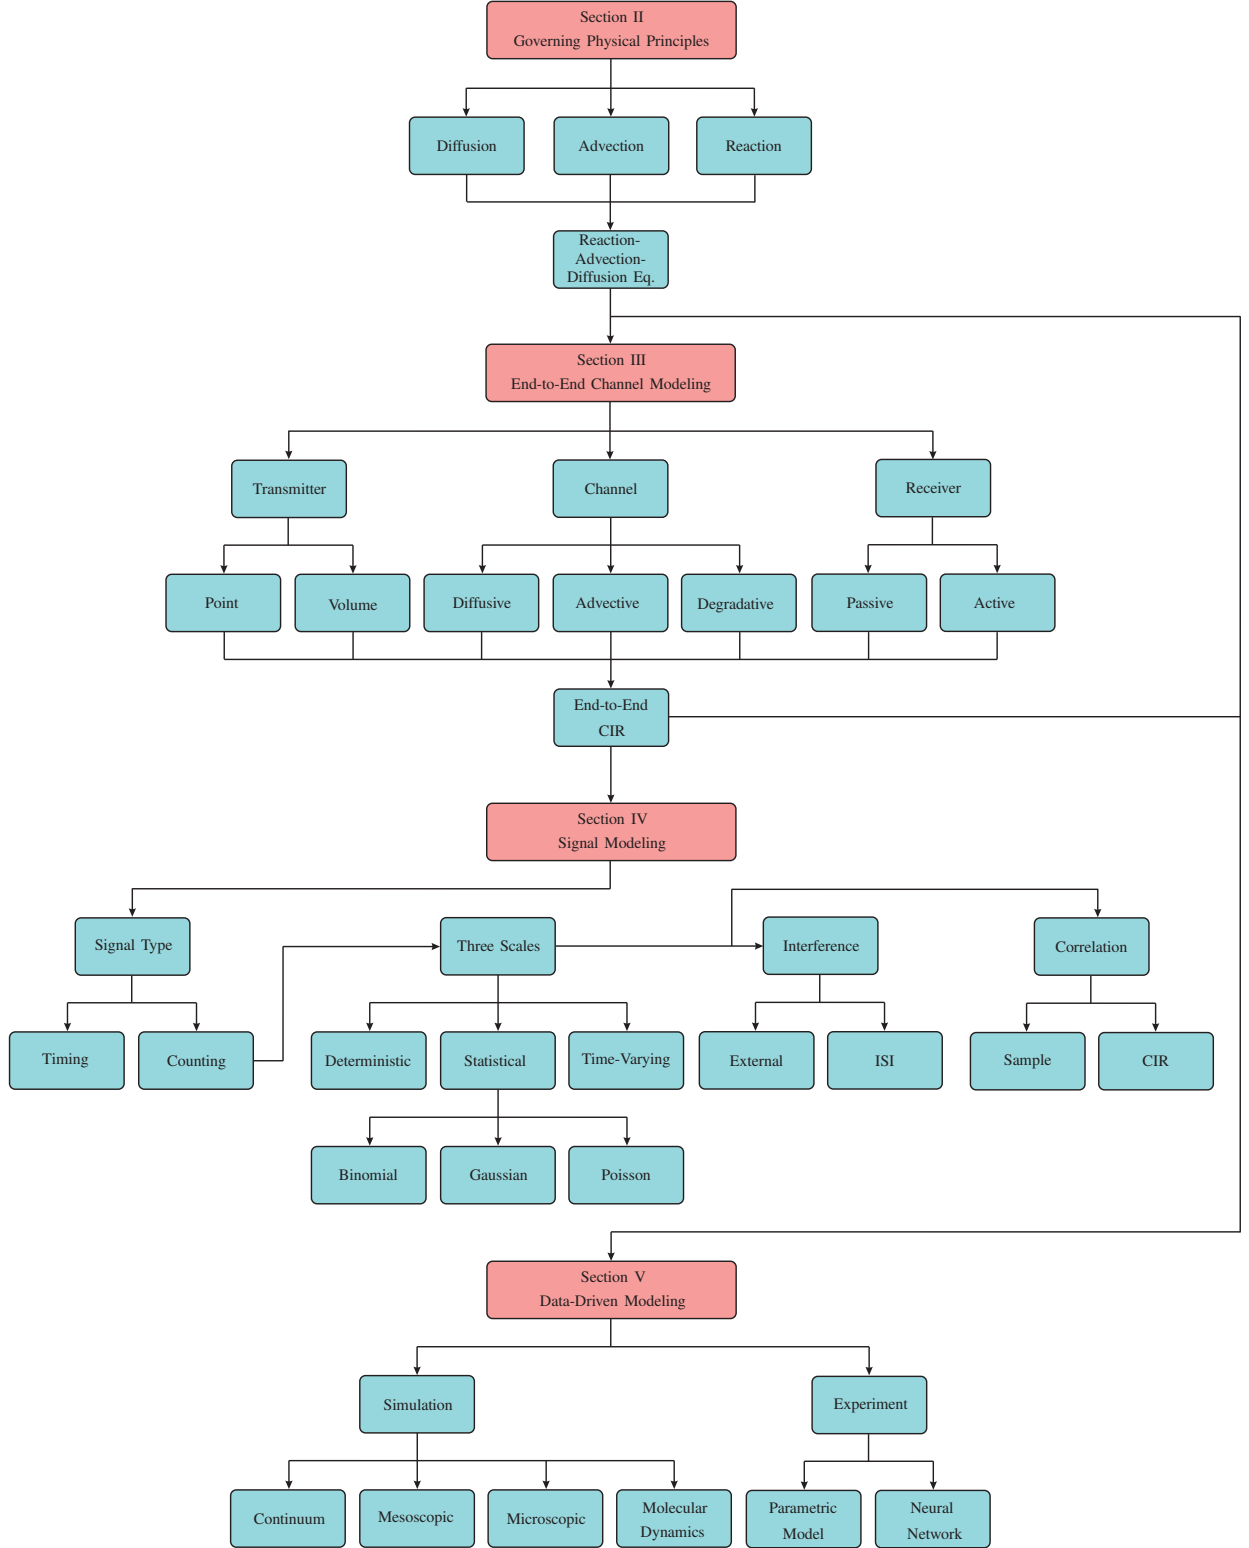 Section II
Governing Physical Principles
Diffusion
Advection
Reaction
Reaction-
Advection-
Diffusion Eq.
Section III
End-to-End Channel Modeling
Transmitter
Channel
Receiver
Point
Volume
Diffusive
Advective
Degradative
Passive
Active
End-to-End
CIR
Section IV
Signal Modeling
Signal Type
Three Scales
Interference
Correlation
Timing
Counting
Deterministic
Statistical
Time-Varying
External
ISI
Sample
CIR
Binomial
Gaussian
Poisson
Section V
Data-Driven Modeling
Simulation
Experiment
Continuum
Mesoscopic
Microscopic
Molecular
Dynamics
Parametric
Model
Neural
Network